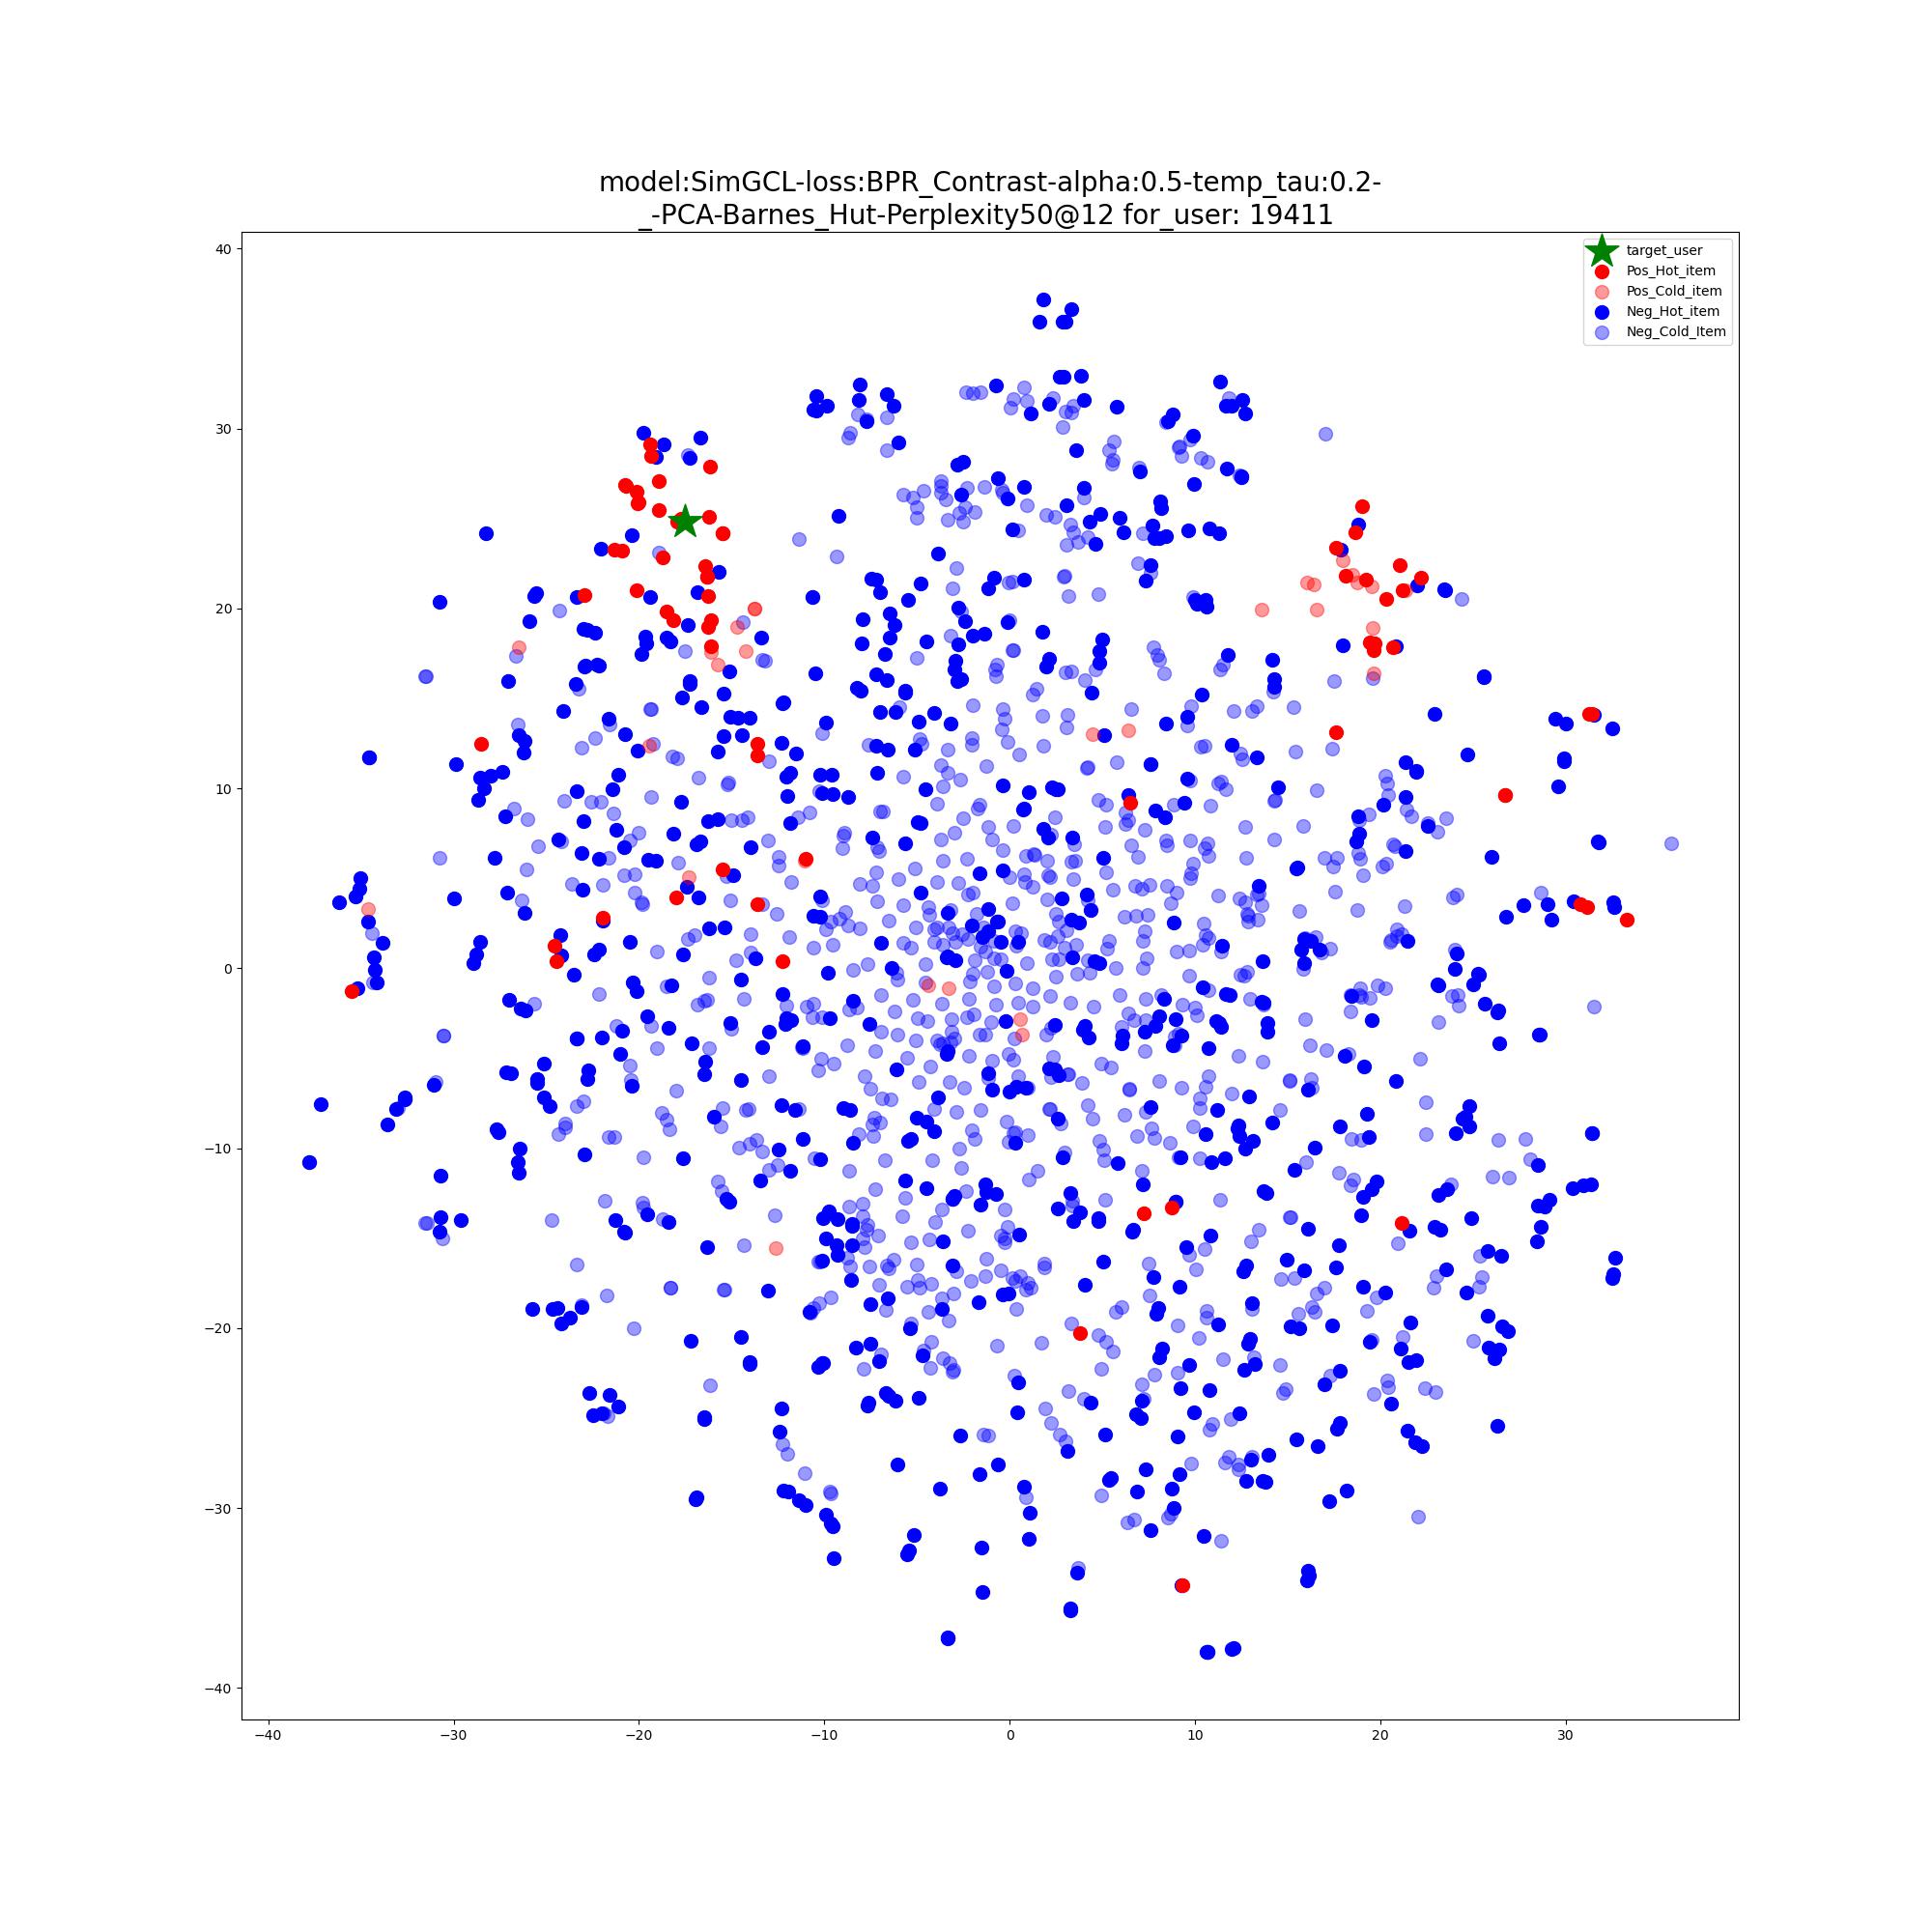 model:SimGCL-loss:BPR_Contrast-alpha:0.5-temp_tau:0.2-
_-PCA-Barnes_Hut-Perplexity50@12 for_user: 19411
target_user
Pos_Hot_item
Pos_Cold_item
Neg_Hot_item
Neg_Cold_Item
40
30
20
10
0
−10
−20
−30
−40
−40 −30 −20 −10 0 10 20 30